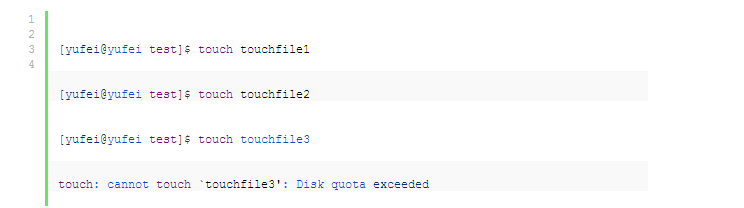 1
2
3
4
[yufei@yufei test]$ touch touchfile1
[yufei@yufei test]$ touch touchfile2
[yufei@yufei test]$ touch touchfile3
touch: cannot touch `touchfile3': Disk quota exceeded